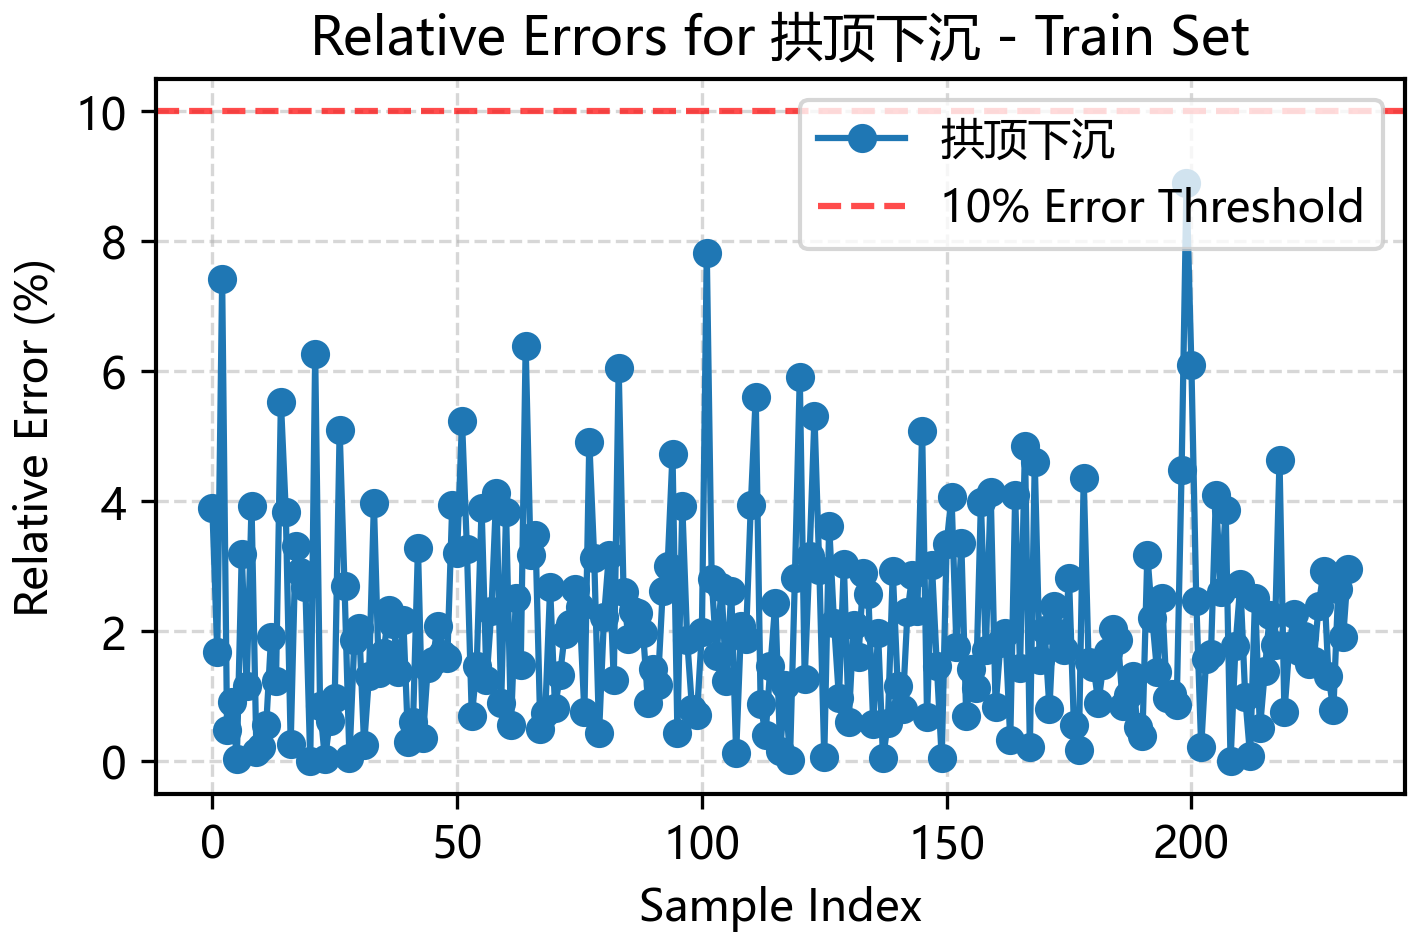 Relative Errors for 拱顶下沉 - Train Set
10
8
6
4
2
0
Relative Error (%)
拱顶下沉
10% Error Threshold
0 50 100 150 200
Sample Index